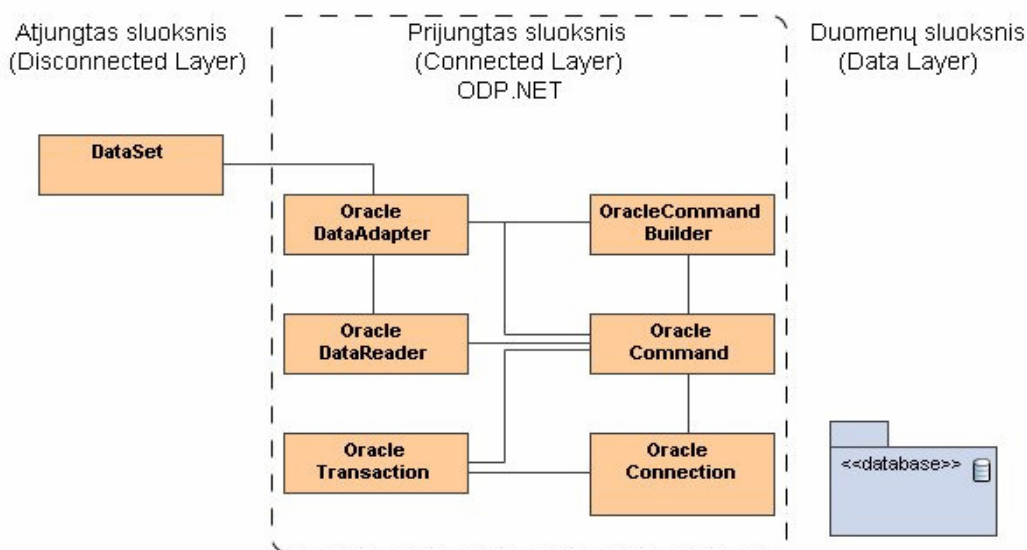 Atjungtas sluoksnis
(Disconnected Layer)
Prijungtas sluoksnis
(Connected Layer)
ODP.NET
Duomenų sluoksnis
(Data Layer)
DataSet
Oracle
DataAdapter
OracleCommand
Builder
Oracle
DataReader
Oracle
Command
Oracle
Transaction
Oracle
Connection
<<database>>